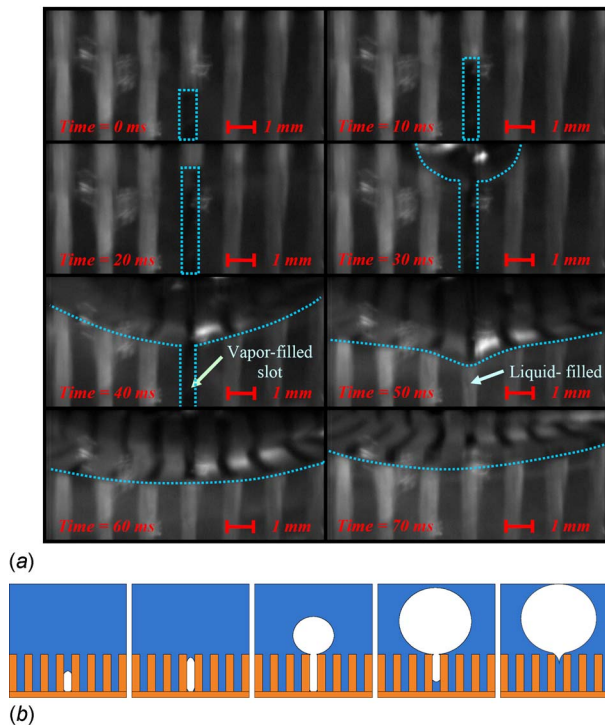 Time = 0 ms 1 mm
Time = 10 ms 1 mm
Time = 20 ms 1 mm
Time = 30 ms 1 mm
Vapor-filled
slot
Time = 40 ms 1 mm
Liquid- filled
Time = 50 ms 1 mm
Time = 60 ms 1 mm
Time = 70 ms 1 mm
(a)
(b)